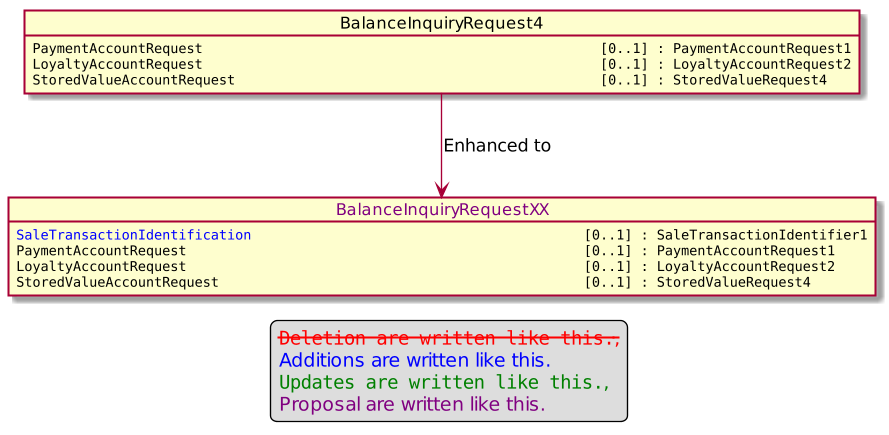 BalanceInquiryRequest4
PaymentAccountRequest [0..1] : PaymentAccountRequest1
LoyaltyAccountRequest [0..1] : LoyaltyAccountRequest2
StoredValueAccountRequest [0..1] : StoredValueRequest4
Enhanced to
BalanceInquiryRequestXX
SaleTransactionIdentification [0..1] : SaleTransactionIdentifier1
PaymentAccountRequest [0..1] : PaymentAccountRequest1
LoyaltyAccountRequest [0..1] : LoyaltyAccountRequest2
StoredValueAccountRequest [0..1] : StoredValueRequest4
Deletion are written like this.,
Additions are written like this.
Updates are written like this.,
Proposal are written like this.